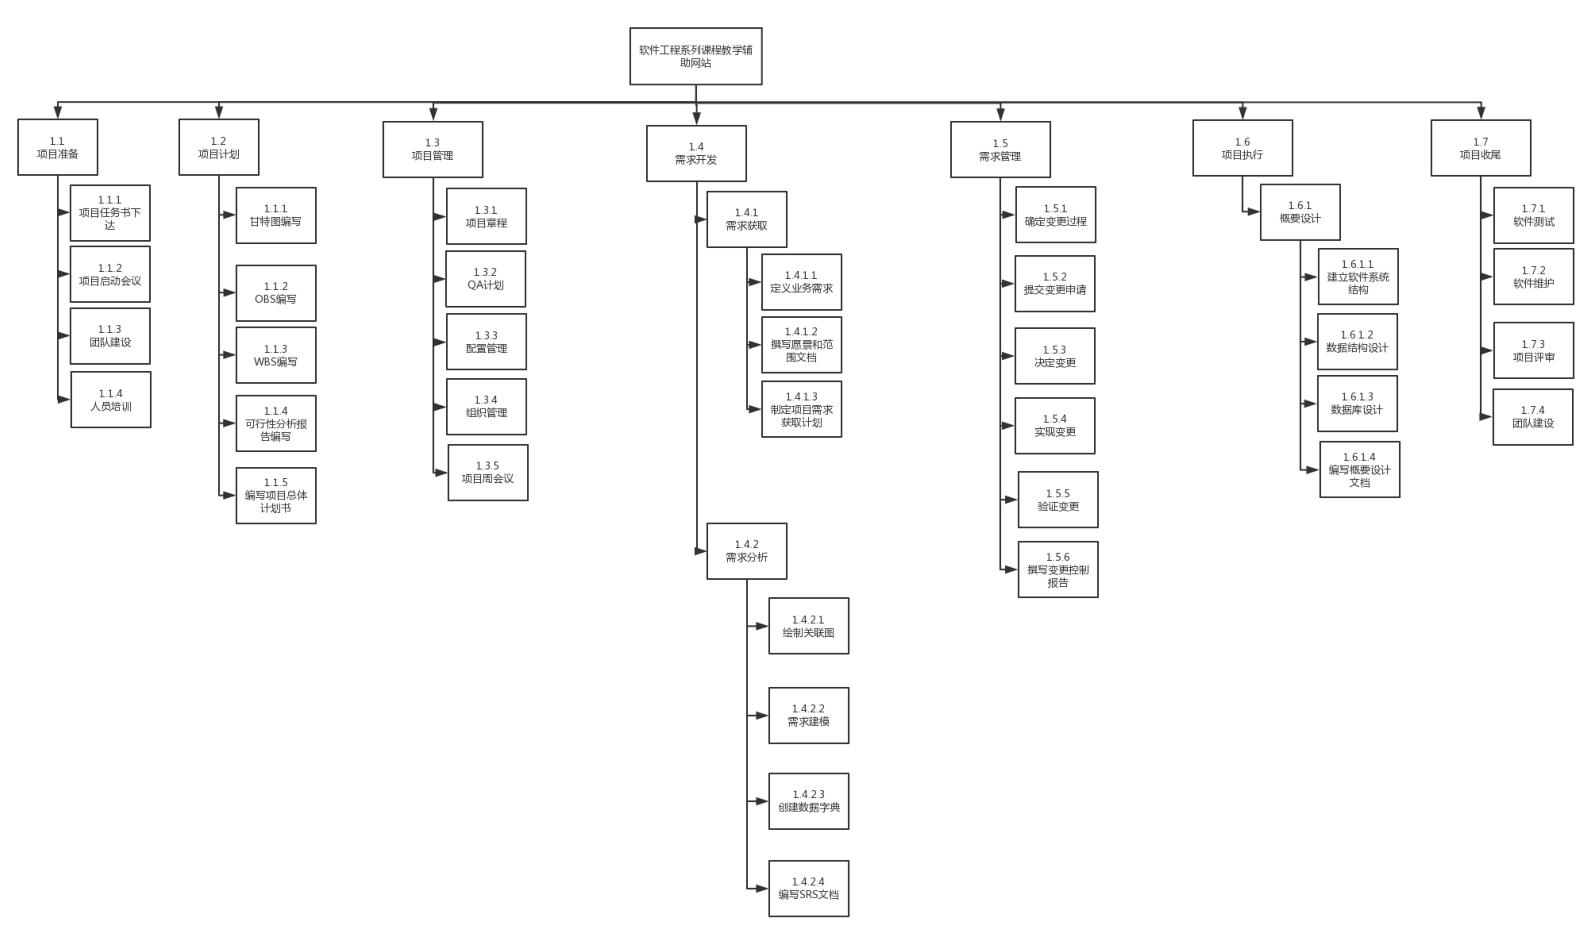 软件工程系列课程教学辅
助网站
1.1
项目准备
1.1.1
项目任务书下
达
1.1.2
项目启动会议
1.1.3
团队建设
1.1.4
人员培训
1.2
项目计划
1.1.1
甘特图编写
1.1.2
OBS编写
1.1.3
WBS编写
1.1.4
可行性分析报
告编写
1.1.5
编写项目总体
计划书
1.3
项目管理
1.3.1
项目章程
1.3.2
QA计划
1.3.3
配置管理
1.3.4
组织管理
1.3.5
项目周会议
1.4
需求开发
1.4.1
需求获取
1.4.1.1
定义业务需求
1.4.1.2
撰写愿景和范
围文档
1.4.1.3
制定项目需求
获取计划
1.4.2
需求分析
1.4.2.1
绘制关联图
1.4.2.2
需求建模
1.4.2.3
创建数据字典
1.4.2.4
编写SRS文档
1.5
需求管理
1.5.1
确定变更过程
1.5.2
提交变更申请
1.5.3
决定变更
1.5.4
实现变更
1.5.5
验证变更
1.5.6
撰写变更控制
报告
1.6
项目执行
1.6.1
概要设计
1.6.1.1
建立软件系统
结构
1.6.1.2
数据结构设计
1.6.1.3
数据库设计
1.6.1.4
编写概要设计
文档
1.7
项目收尾
1.7.1
软件测试
1.7.2
软件维护
1.7.3
项目评审
1.7.4
团队建设